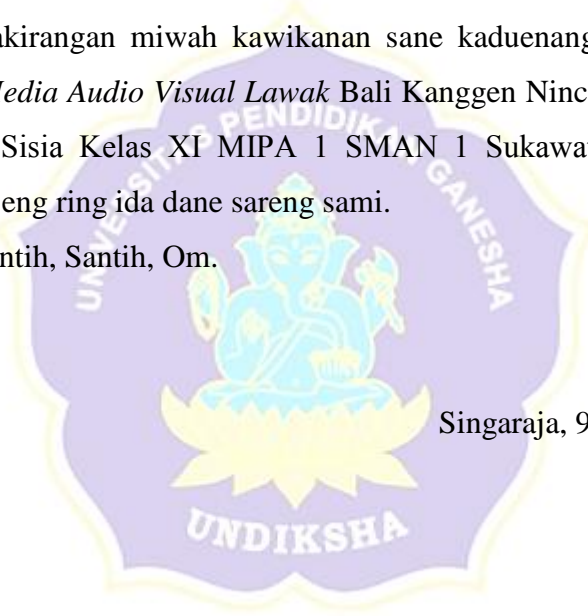 akirangan miwah kawikanan sane kaduenang
Media Audio Visual Lawak Bali Kanggen Ninc
Sisia Kelas XI MIPA 1 SMAN 1 Sukawa
eng ring ida dane sareng sami.
ntih, Santih, Om.
Singaraja, 9
UNIVERSITAS PENDIDIKAN GANESHA
UNDIKSHA